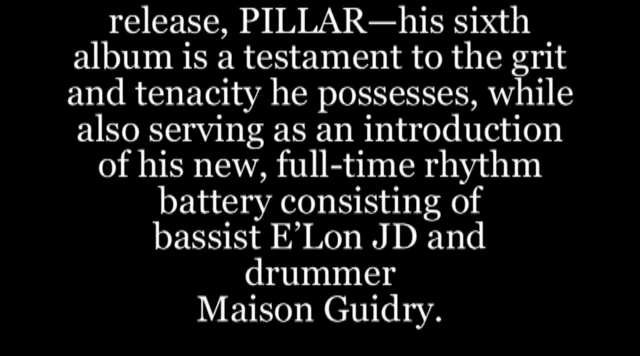 release, PILLAR—his sixth
album is a testament to the grit
and tenacity he possesses, while
also serving as an introduction
of his new, full-time rhythm
battery consisting of
bassist E’Lon JD and
drummer
Maison Guidry.